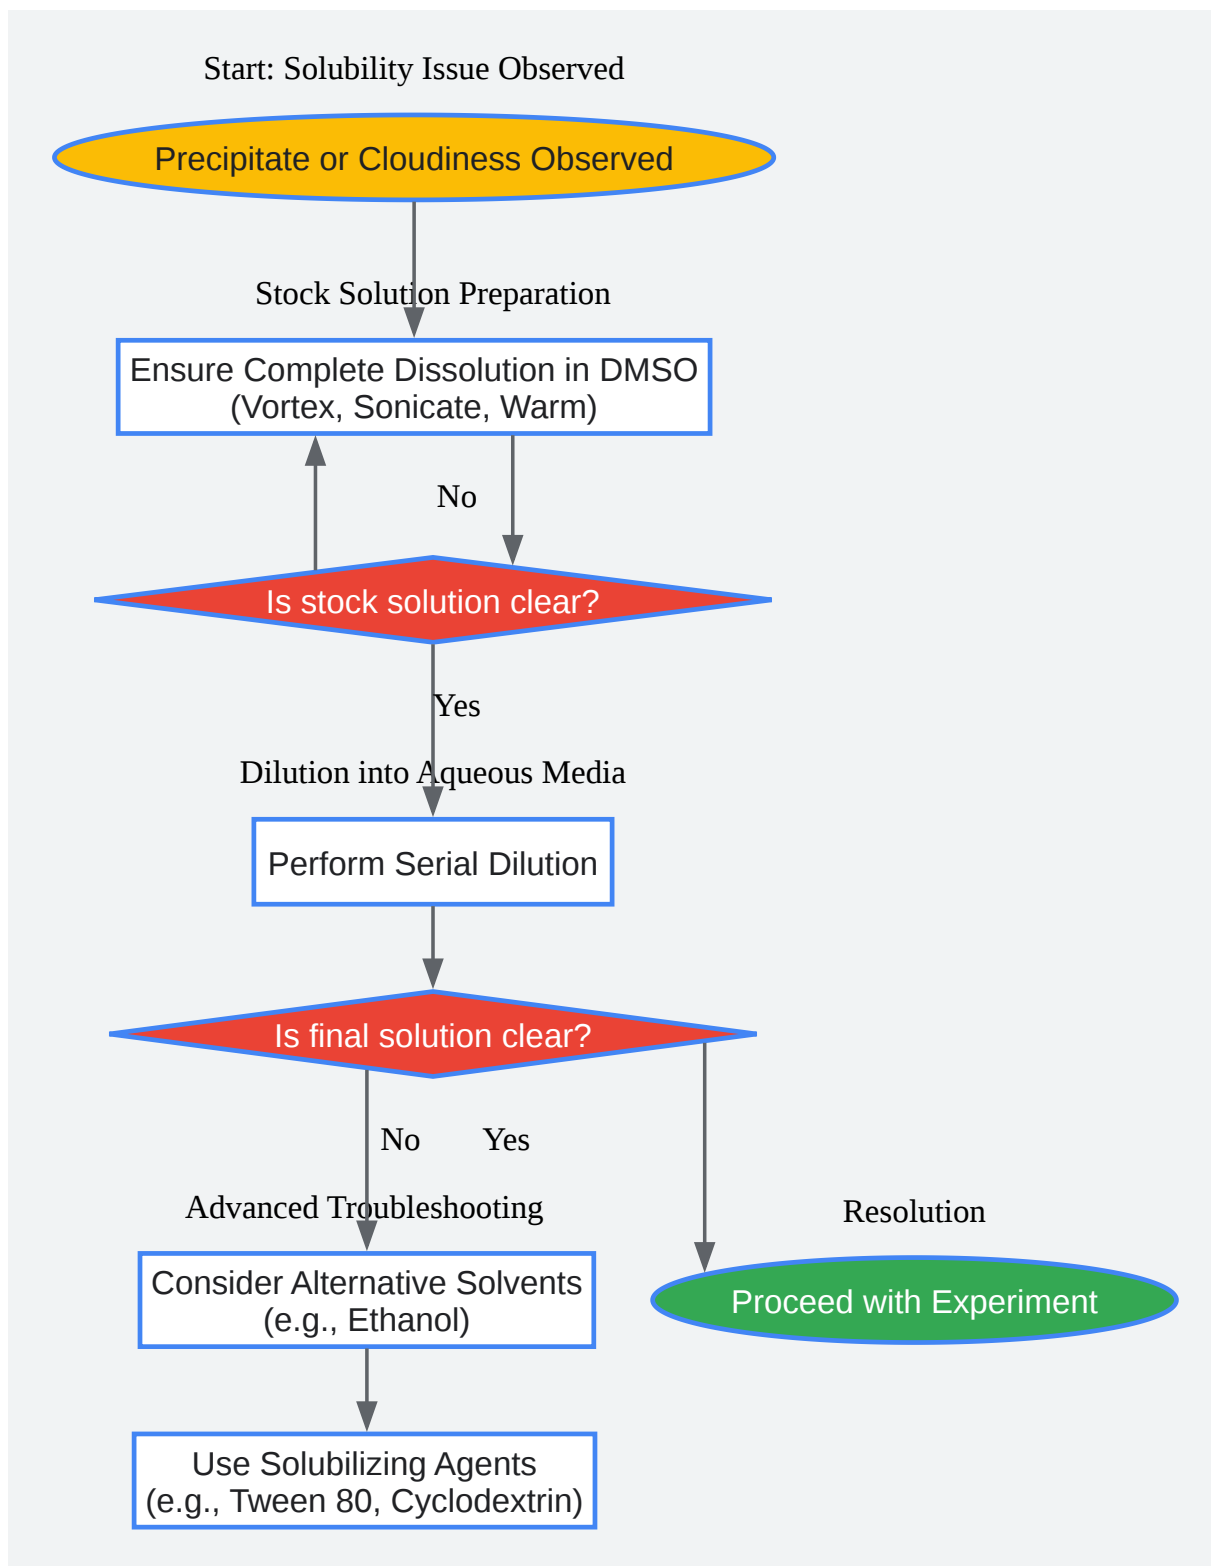 Start: Solubility Issue Observed
Precipitate or Cloudiness Observed
Stock Solution Preparation
Ensure Complete Dissolution in DMSO
(Vortex, Sonicate, Warm)
No
Is stock solution clear?
Yes
Dilution into Aqueous Media
Perform Serial Dilution
Is final solution clear?
No
Yes
Advanced Troubleshooting
Resolution
Consider Alternative Solvents
(e.g., Ethanol)
Proceed with Experiment
Use Solubilizing Agents
(e.g., Tween 80, Cyclodextrin)